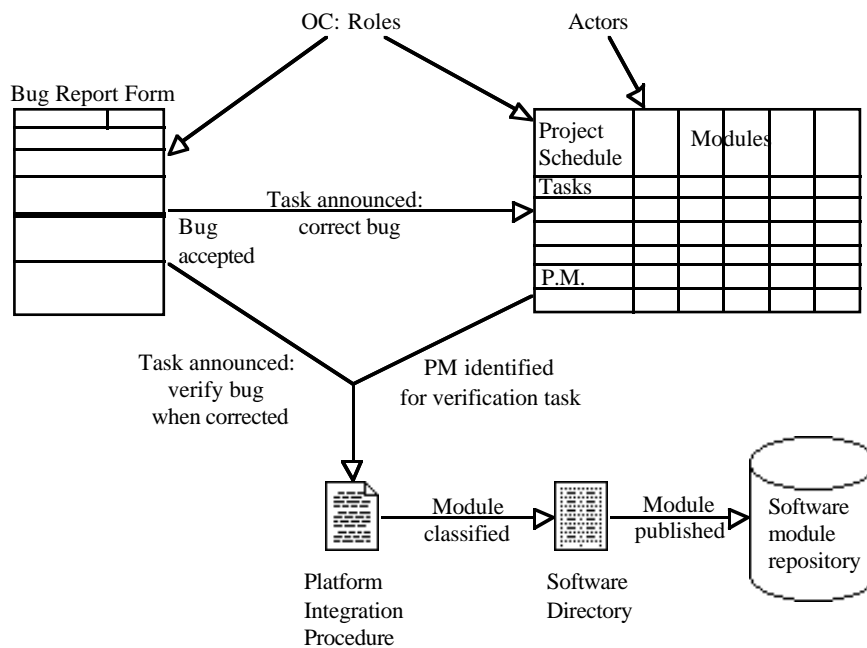 OC: Roles
Actors
Bug Report Form
Project
Schedule
Modules
Tasks
Task announced:
correct bug
Bug
accepted
P.M.
Task announced:
verify bug
when corrected
PM identified
for verification task
Module
classified
Module
published
Software
module
repository
Platform
Integration
Procedure
Software
Directory